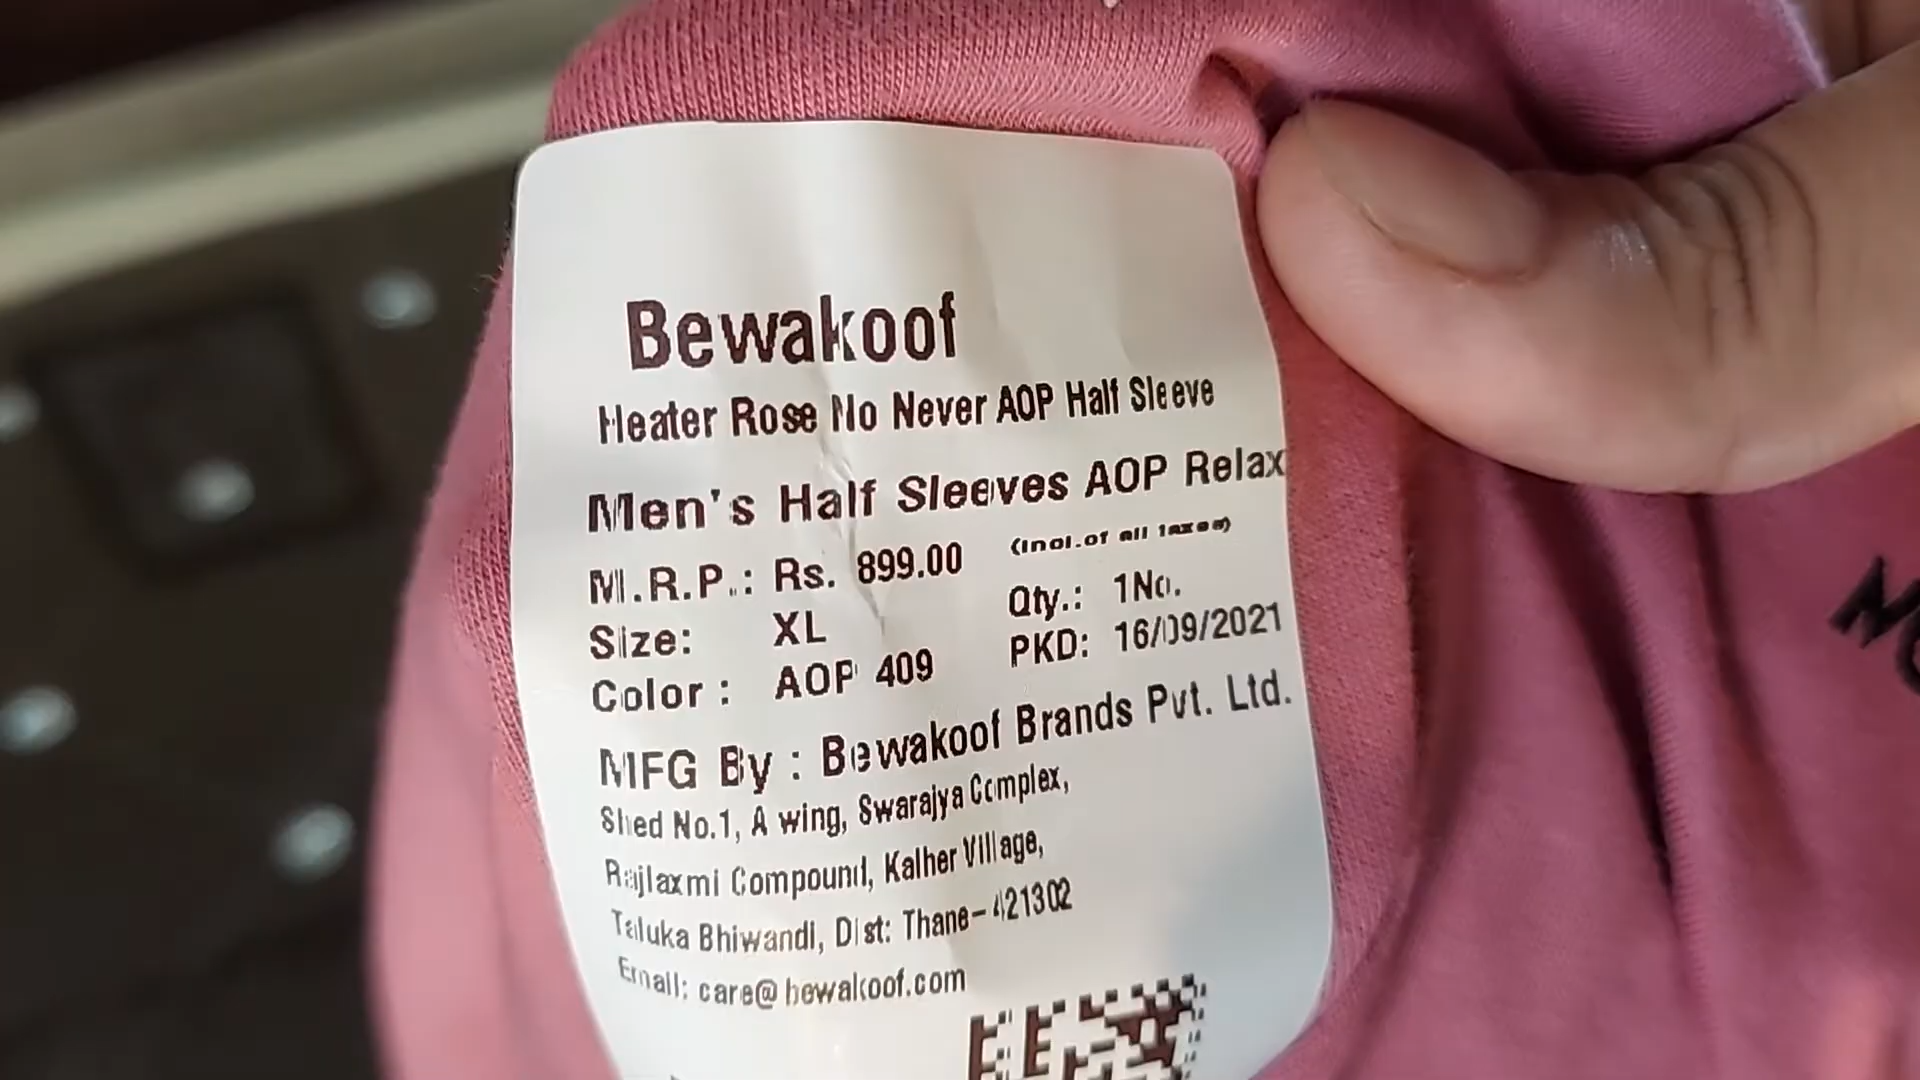 Bewakoof
Heater Rose No Never AOP Half Sleeve
Men's Half Sleeves AOP Relax
M.R.P.: Rs. 899.00 (Incl.of all taxes)
Size: XL Qty.: 1No.
Color : AOP 409 PKD: 16/09/2021
MFG By : Bewakoof Brands Pvt. Ltd.
Shed No.1, A wing, Swarajya Complex,
Rajlaxmi Compound, Kalher Village,
Taluka Bhiwandi, Dist: Thane-421302
Email: care@bewakoof.com